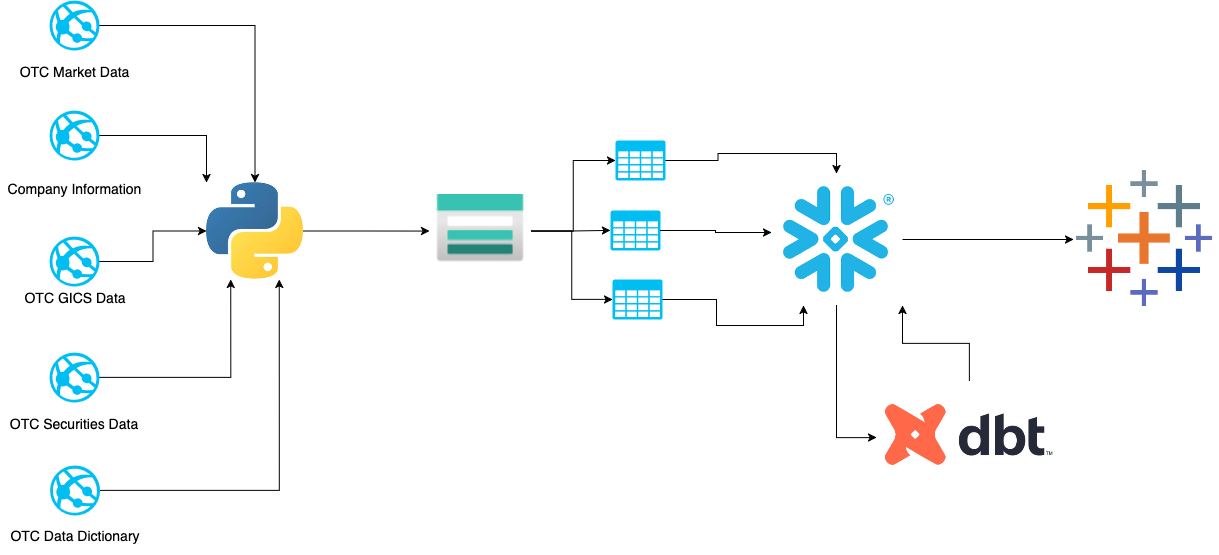 OTC Market Data
Company Information
OTC GICS Data
OTC Securities Data
OTC Data Dictionary
®
dbt™